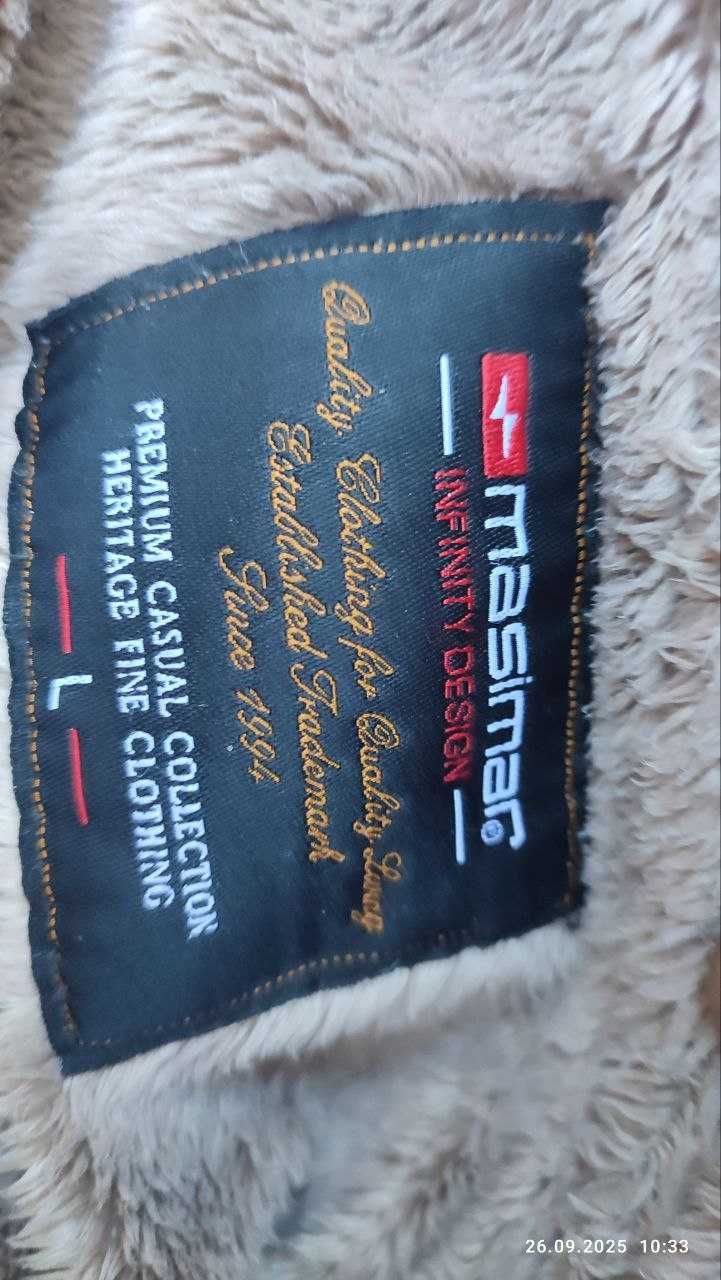 masimar®
INFINITY DESIGN
Quality Clothing for Quality Living
Established Trademark
Since 1994
PREMIUM CASUAL COLLECTION
HERITAGE FINE CLOTHING
L
26.09.2025 10:33